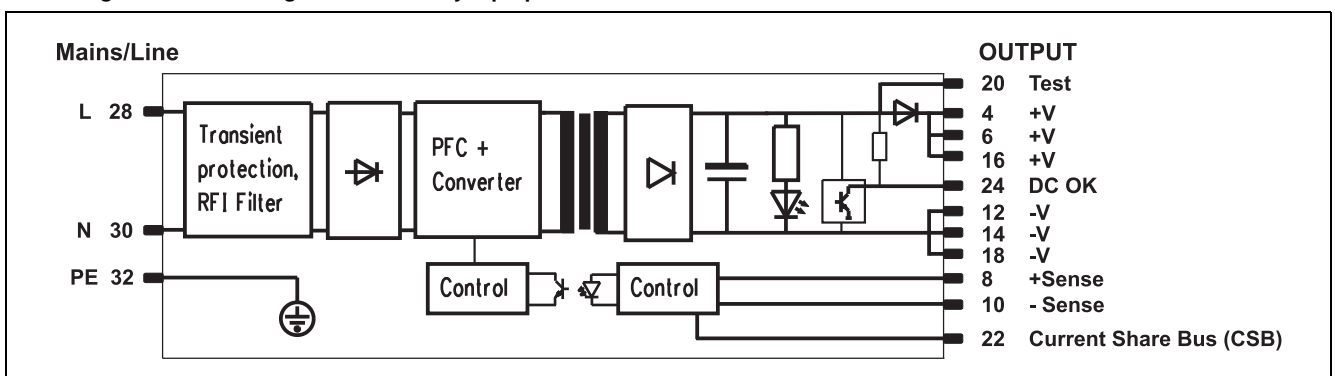 Mains/Line
OUTPUT
L 28
N 30
PE 32
Transient
protection,
RFI Filter
PFC +
Converter
Control
Control
20 Test
4 +V
6 +V
16 +V
24 DC OK
12 -V
14 -V
18 -V
8 +Sense
10 - Sense
22 Current Share Bus (CSB)